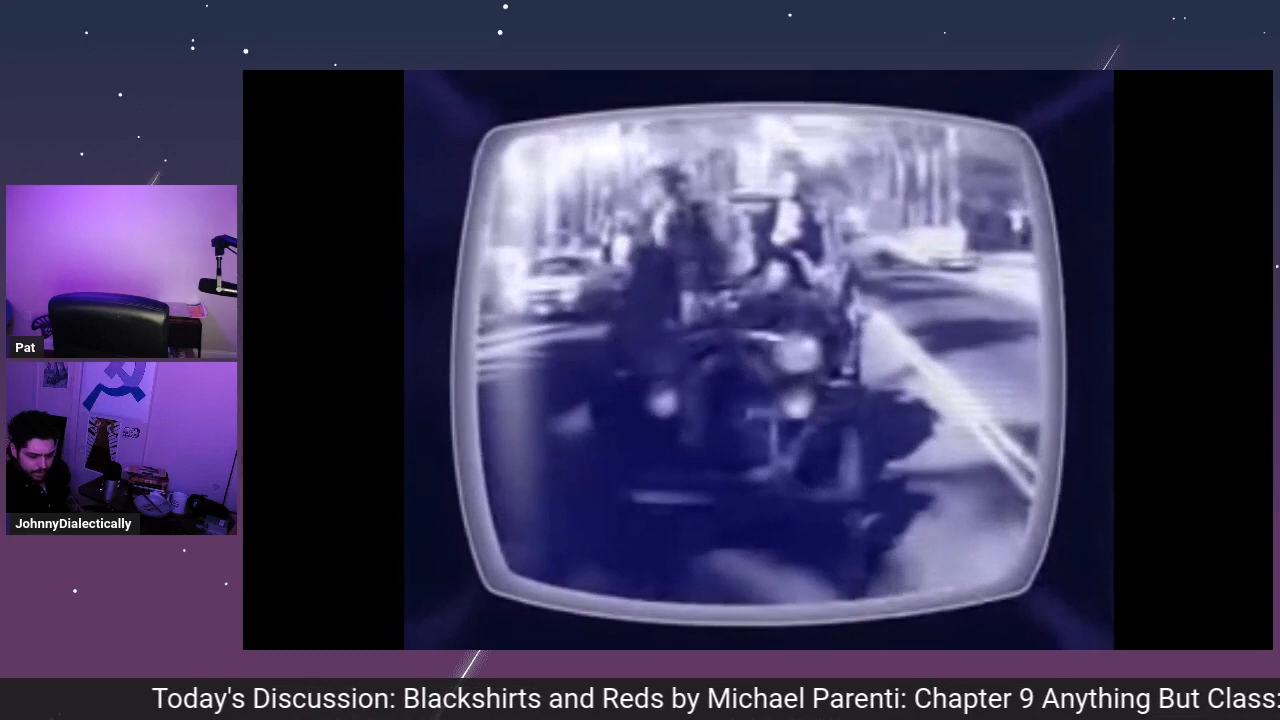 Pat
JohnnyDialectically
Today's Discussion: Blackshirts and Reds by Michael Parenti: Chapter 9 Anything But Class: